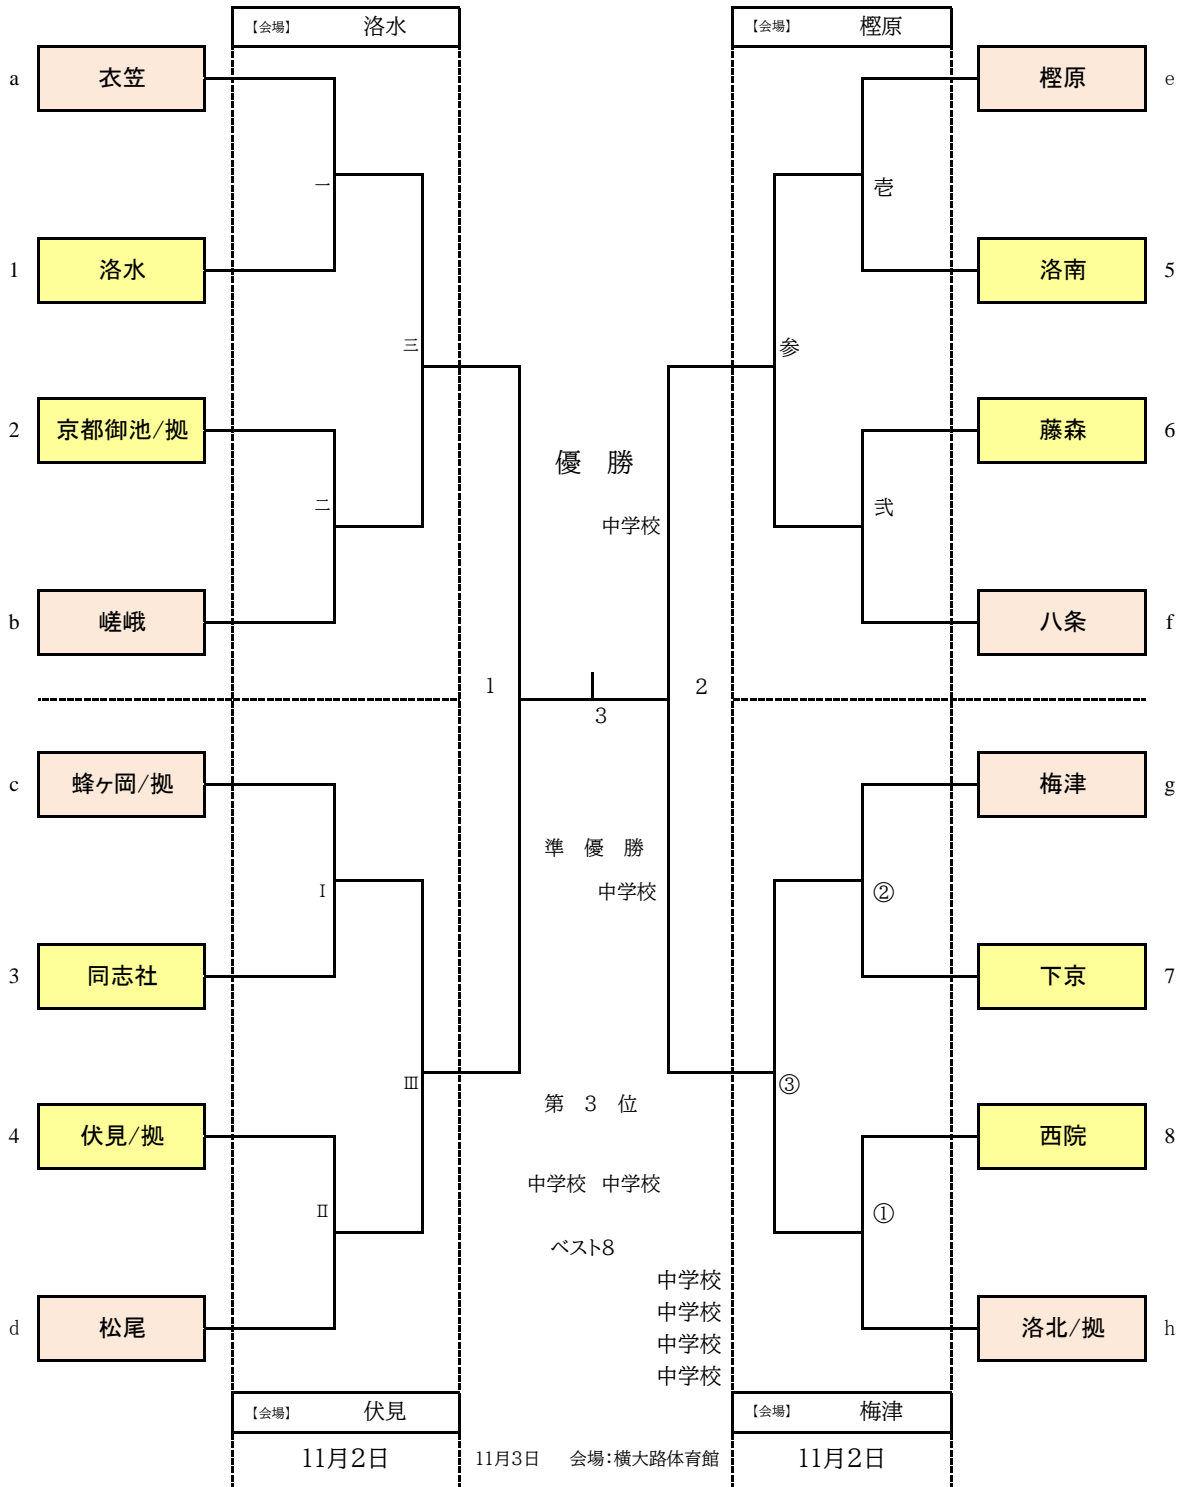 【会場】 洛水
【会場】 樫原
a 衣笠
樫原 e
一
壱
1 洛水
洛南 5
三
参
2 京都御池/拠
藤森 6
優 勝
二
弐
中学校
b 嵯峨
八条 f
1
2
3
c 蜂ヶ岡/拠
梅津 g
準 優 勝
Ⅰ
中学校
②
3 同志社
下京 7
Ⅲ
③
第 3 位
4 伏見/拠
西院 8
中学校 中学校
Ⅱ
①
ベスト8
中学校
中学校
d 松尾
洛北/拠 h
中学校
中学校
【会場】 伏見
【会場】 梅津
11月2日
11月3日 会場:横大路体育館
11月2日